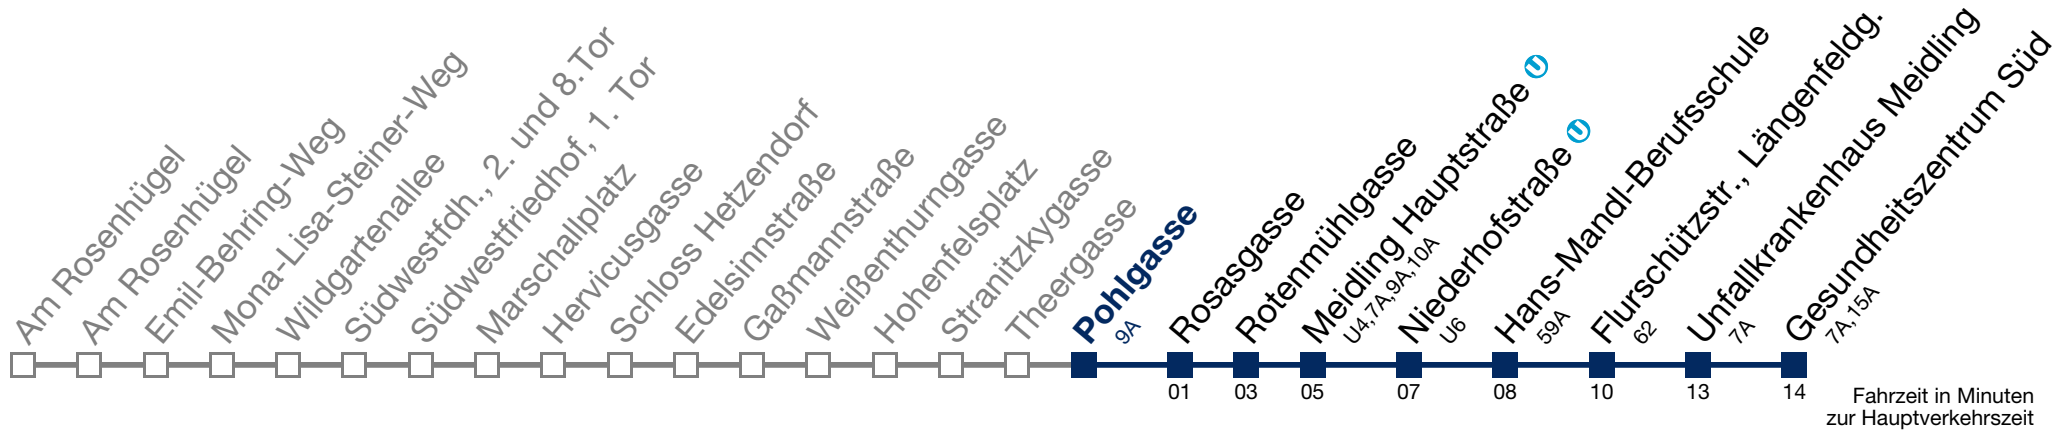 Am Rosenhügel
Am Rosenhügel
Emil-Behring-Weg
Mona-Lisa-Steiner-Weg
Wildgartenallee
Südwestfdh., 2. und 8.Tor
Südwestfriedhof, 1. Tor
Marschallplatz
Hervicusgasse
Schloss Hetzendorf
Edelsinnstraße
Gaßmannstraße
Weißenthurngasse
Hohenfelsplatz
Stranitzkygasse
Theergasse
Pohlgasse
9A
Rosasgasse
01
Rotenmühlgasse
03
Meidling Hauptstraße U
U4,7A,9A,10A
05
Niederhofstraße U
U6
07
Hans-Mandl-Berufsschule
59A
08
Flurschützstr., Längenfeldg.
62
10
Unfallkrankenhaus Meidling
7A
13
Gesundheitszentrum Süd
7A,15A
14
Fahrzeit in Minuten
zur Hauptverkehrszeit